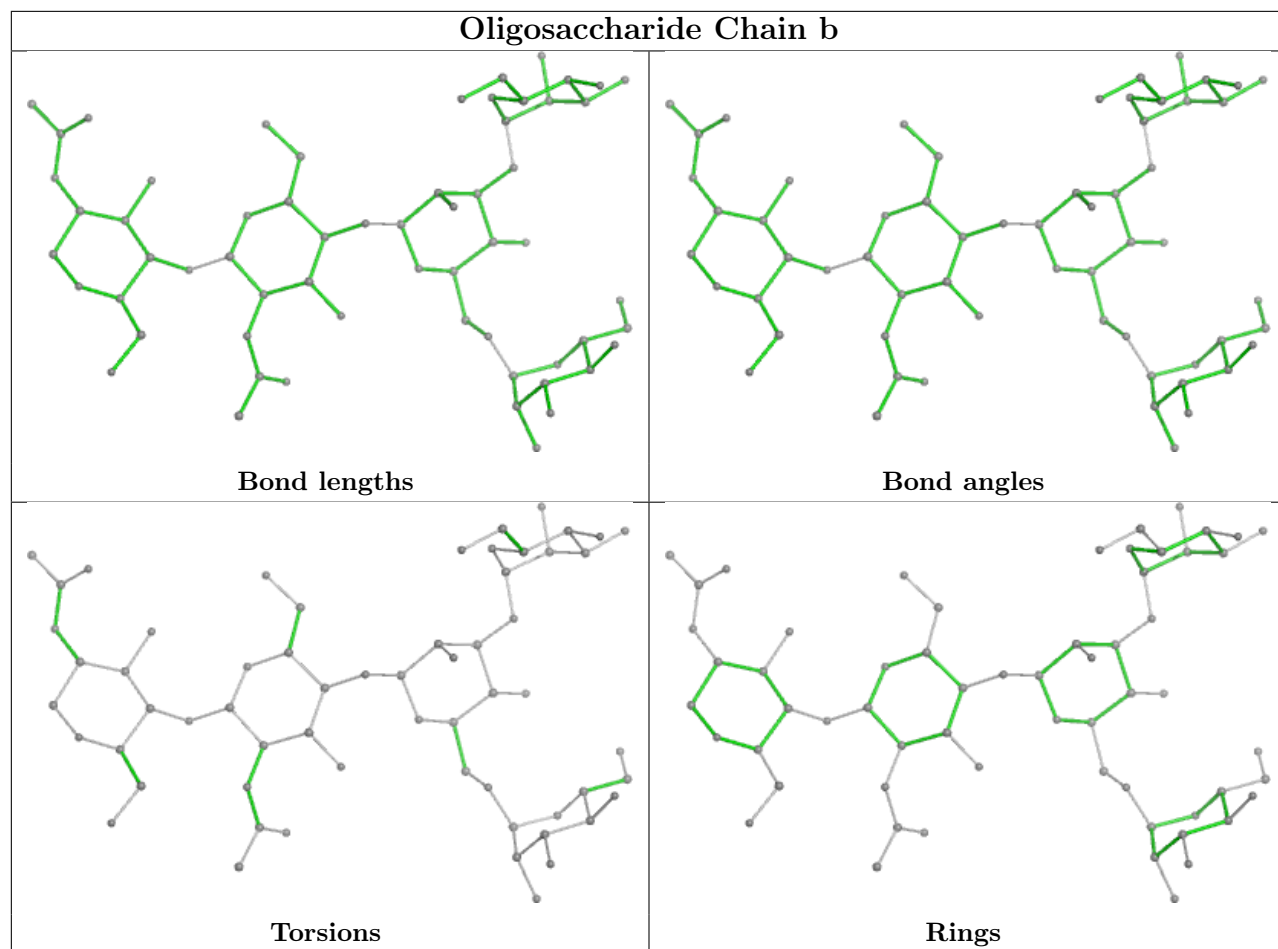 Oligosaccharide Chain b
Bond lengths
Bond angles
Torsions
Rings